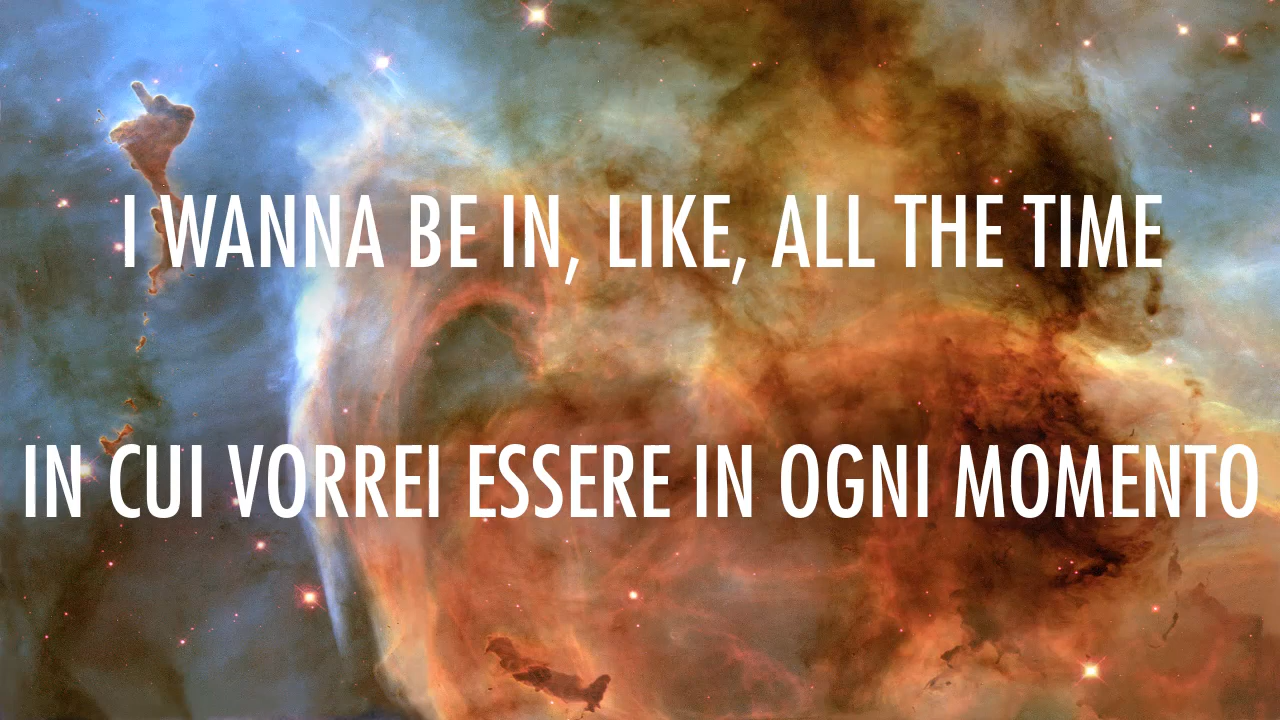 I WANNA BE IN, LIKE, ALL THE TIME
IN CUI VORREI ESSERE IN OGNI MOMENTO